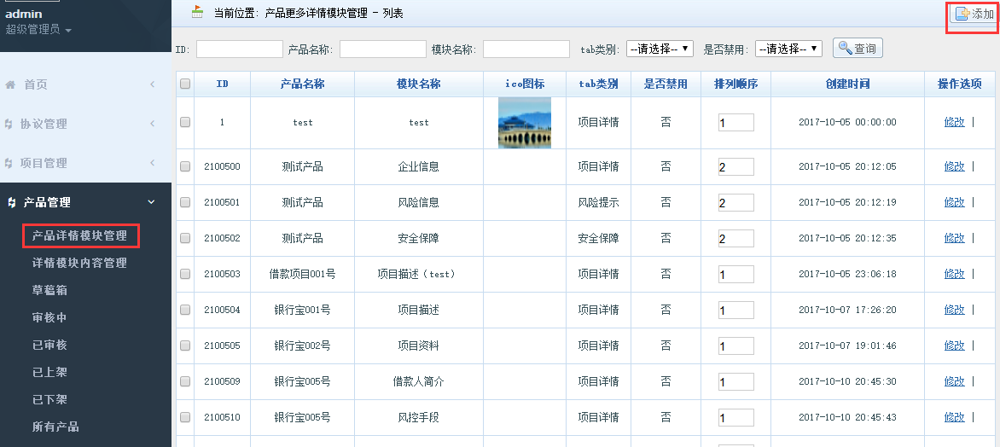 admin
超级管理员
首页
协议管理
项目管理
产品管理
产品详情模块管理
详情模块内容管理
草稿箱
审核中
已审核
已上架
已下架
所有产品
当前位置: 产品更多详情模块管理 - 列表
添加
ID: 产品名称: 模块名称: tab类别: --请选择-- 是否禁用: --请选择-- 查询
ID 产品名称 模块名称 ico图标 tab类别 是否禁用 排列顺序 创建时间 操作选项
1 test test 项目详情 否 1 2017-10-05 00:00:00 修改 |
2100500 测试产品 企业信息 项目详情 否 2 2017-10-05 20:12:05 修改 |
2100501 测试产品 风险信息 风险提示 否 2 2017-10-05 20:12:19 修改 |
2100502 测试产品 安全保障 安全保障 否 2 2017-10-05 20:12:35 修改 |
2100503 借款项目001号 项目描述（test） 项目详情 否 1 2017-10-05 23:06:18 修改 |
2100504 银行宝001号 项目描述 项目详情 否 1 2017-10-07 17:26:20 修改 |
2100505 银行宝002号 项目资料 项目详情 否 1 2017-10-07 19:01:46 修改 |
2100509 银行宝005号 借款人简介 项目详情 否 1 2017-10-10 20:45:30 修改 |
2100510 银行宝005号 风控手段 项目详情 否 1 2017-10-10 20:45:43 修改 |